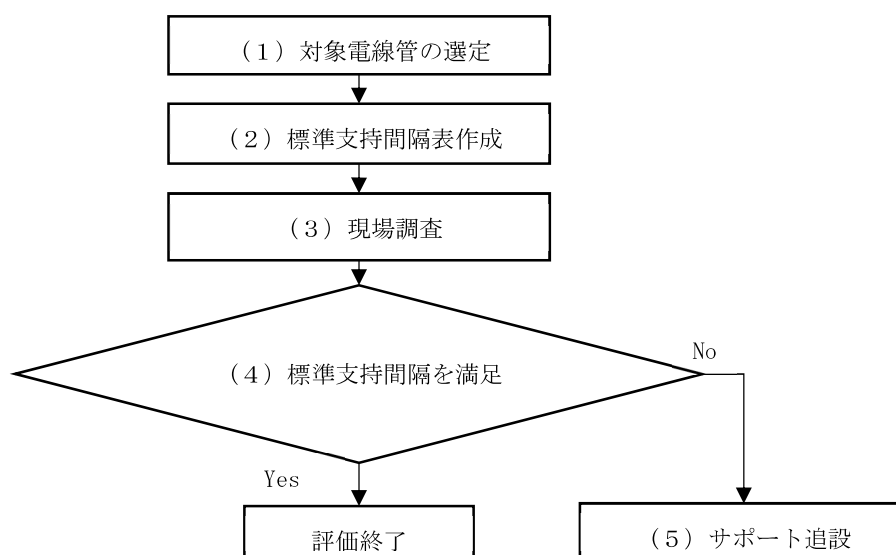 （１）対象電線管の選定
（２）標準支持間隔表作成
（３）現場調査
（４）標準支持間隔を満足
No
Yes
評価終了
（５）サポート追設